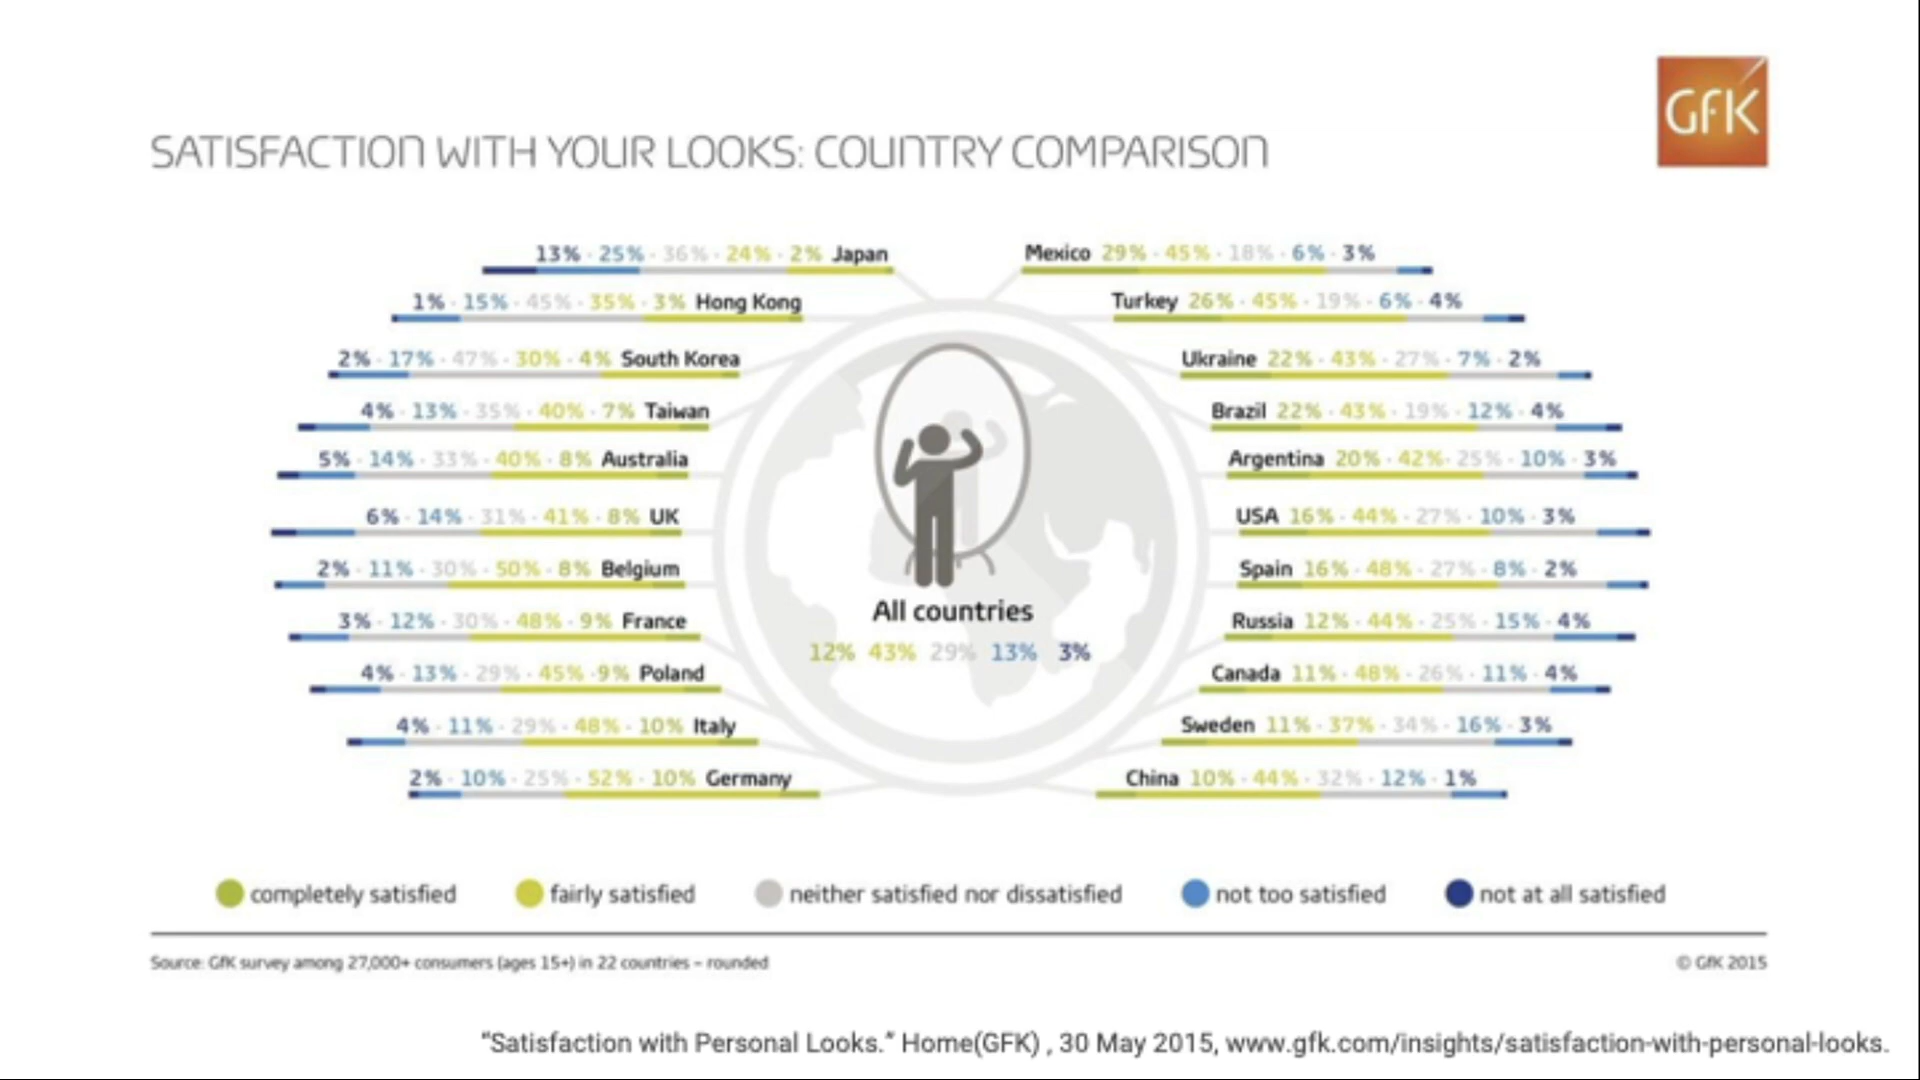 GfK
SATISFACTION WITH YOUR LOOKS: COUNTRY COMPARISON
13% · 25% · 36% · 24% · 2% Japan
1% · 15% · 45% · 35% · 3% Hong Kong
2% · 17% · 47% · 30% · 4% South Korea
4% · 13% · 35% · 40% · 7% Taiwan
5% · 14% · 33% · 40% · 8% Australia
6% · 14% · 31% · 41% · 8% UK
2% · 11% · 30% · 50% · 8% Belgium
3% · 12% · 30% · 48% · 9% France
4% · 13% · 29% · 45% · 9% Poland
4% · 11% · 29% · 48% · 10% Italy
2% · 10% · 25% · 52% · 10% Germany
Mexico 29% · 45% · 18% · 6% · 3%
Turkey 26% · 45% · 19% · 6% · 4%
Ukraine 22% · 43% · 27% · 7% · 2%
Brazil 22% · 43% · 19% · 12% · 4%
Argentina 20% · 42% · 25% · 10% · 3%
USA 16% · 44% · 27% · 10% · 3%
Spain 16% · 48% · 27% · 8% · 2%
Russia 12% · 44% · 25% · 15% · 4%
Canada 11% · 48% · 26% · 11% · 4%
Sweden 11% · 37% · 34% · 16% · 3%
China 10% · 44% · 32% · 12% · 1%
All countries
12% 43% 29% 13% 3%
completely satisfied fairly satisfied neither satisfied nor dissatisfied not too satisfied not at all satisfied
Source: GfK survey among 27,000+ consumers (ages 15+) in 22 countries – rounded
© GfK 2015
“Satisfaction with Personal Looks.” Home(GFK) , 30 May 2015, www.gfk.com/insights/satisfaction-with-personal-looks.